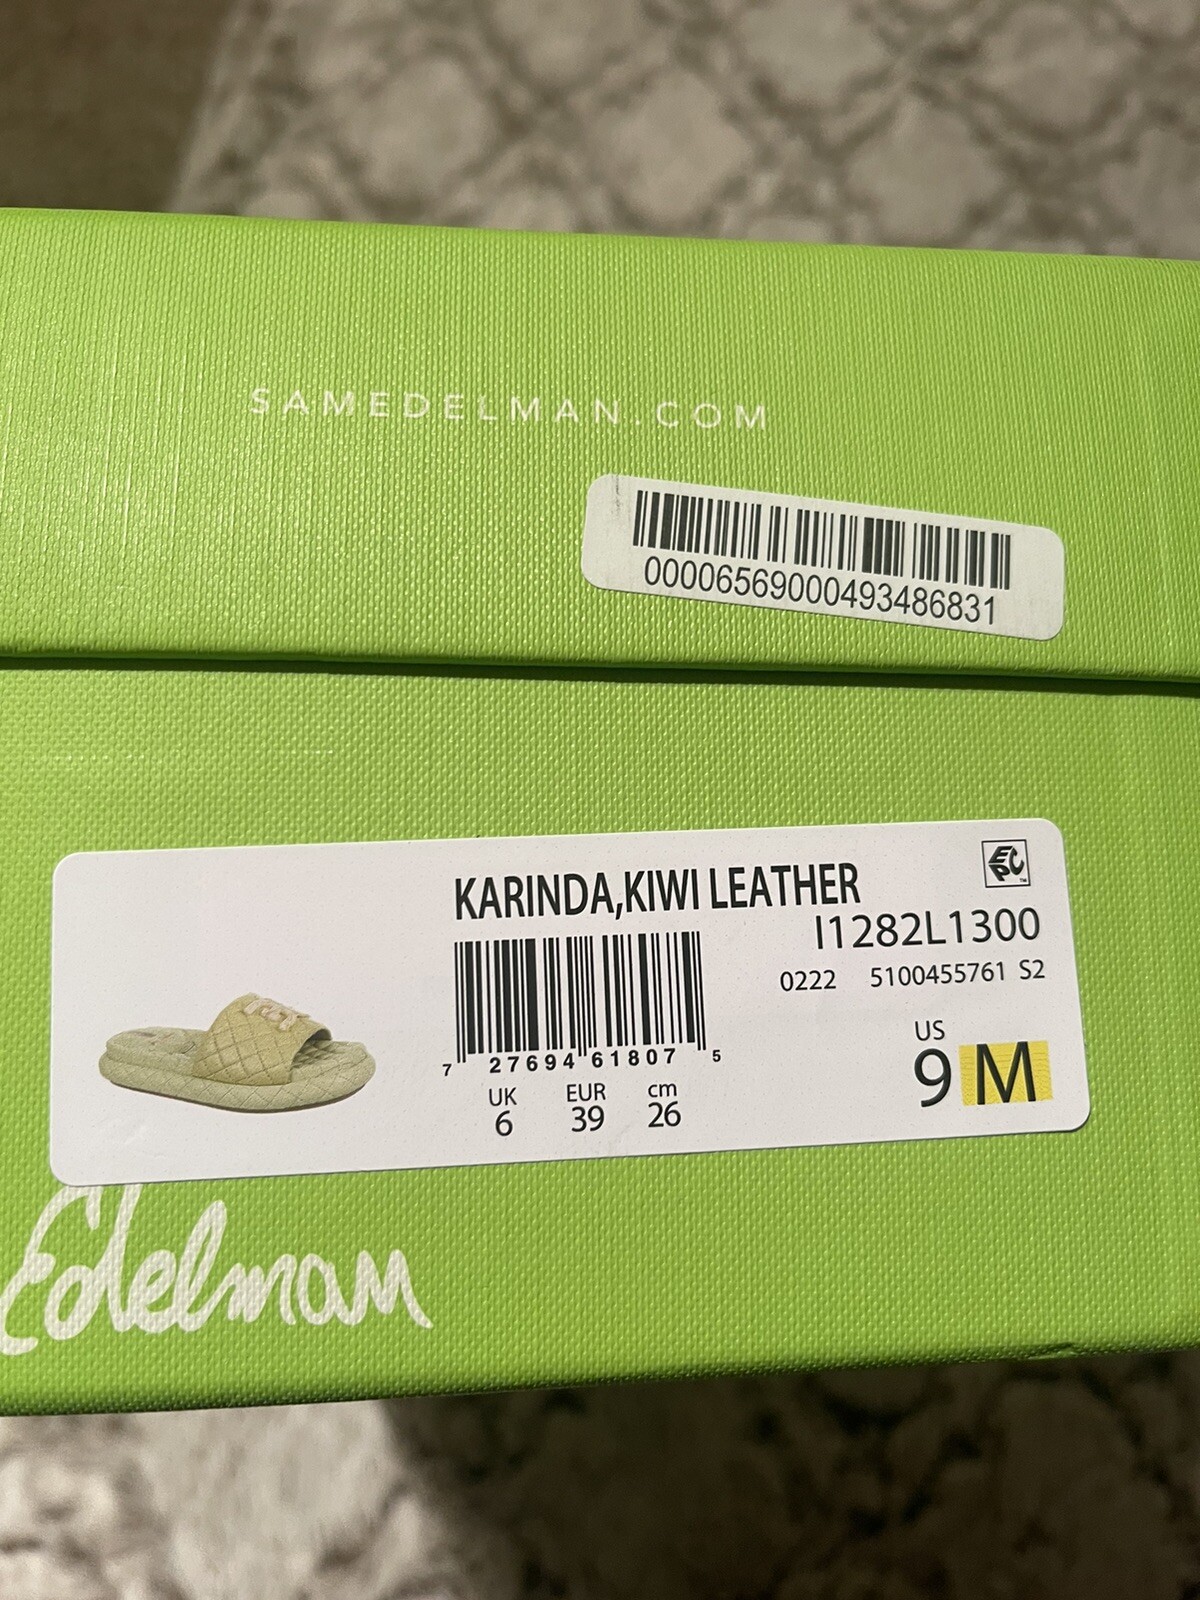 SAMEDELMAN.COM
00006569000493486831
KARINDA,KIWI LEATHER
EPC
I1282L1300
0222 5100455761 S2
7 27694 61807 5
US
9 M
UK EUR cm
6 39 26
Edelman